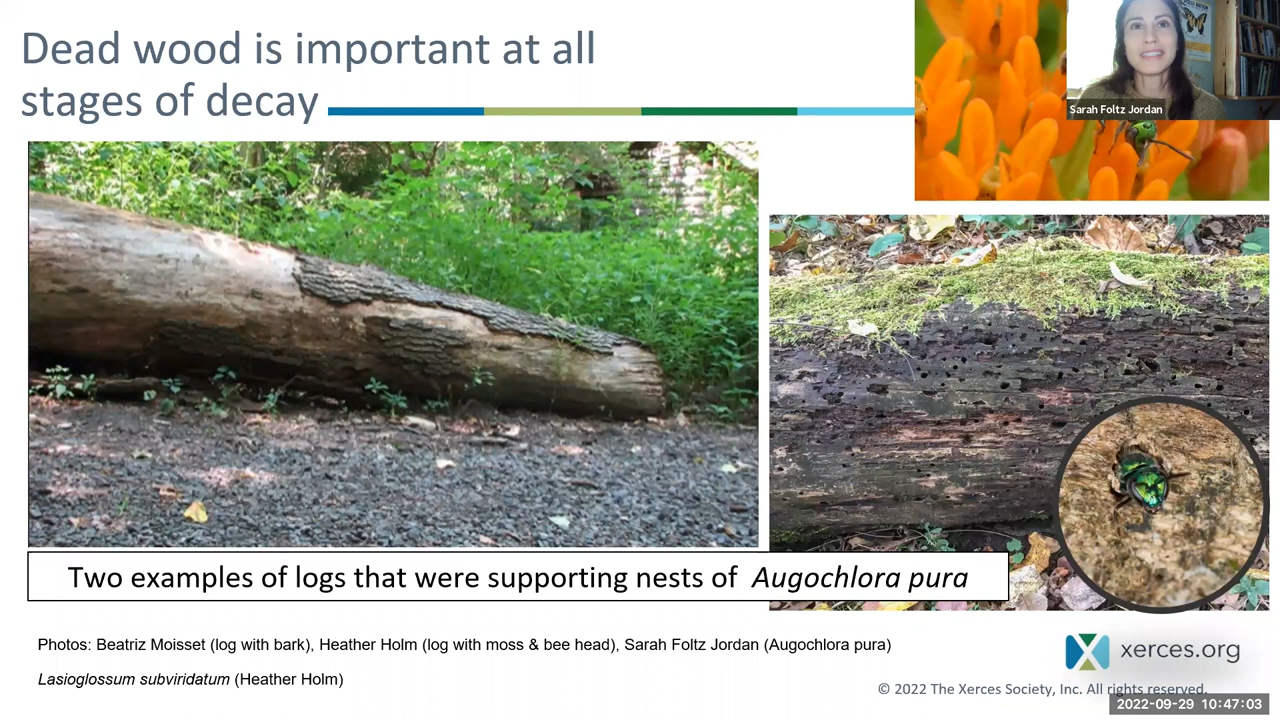 Dead wood is important at all
stages of decay
Sarah Foltz Jordan
Two examples of logs that were supporting nests of Augochlora pura
Photos: Beatriz Moisset (log with bark), Heather Holm (log with moss & bee head), Sarah Foltz Jordan (Augochlora pura)
xerces.org
Lasioglossum subviridatum (Heather Holm)
© 2022 The Xerces Society, Inc. All rights reserved.
2022-09-29 10:47:03